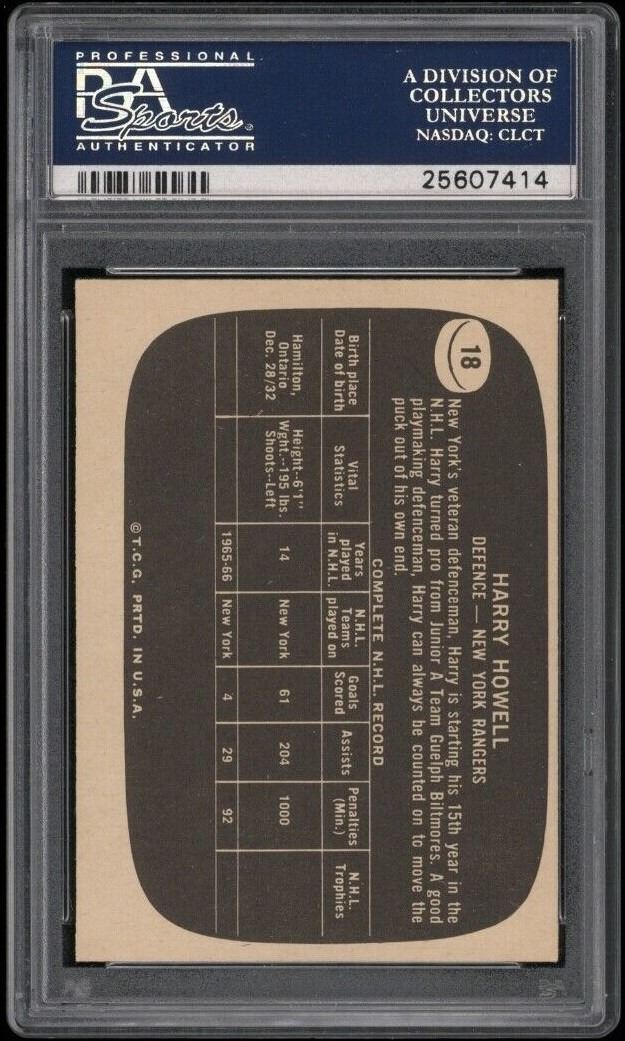 PROFESSIONAL
PSA
Sports
AUTHENTICATOR
A DIVISION OF
COLLECTORS
UNIVERSE
NASDAQ: CLCT
25607414
18
HARRY HOWELL
DEFENCE — NEW YORK RANGERS
New York's veteran defenceman, Harry is starting his 15th year in the
N.H.L. Harry turned pro from Junior A Team Guelph Biltmores. A good
playmaking defenceman, Harry can always be counted on to move the
puck out of his own end.
COMPLETE N.H.L. RECORD
Birth place
Date of birth
Vital
Statistics
Years
played
in N.H.L.
N.H.L.
Teams
played on
Goals
Scored
Assists
Penalties
(Min.)
N.H.L.
Trophies
Hamilton,
Ontario
Dec. 28/32
Height--6'1"
Wght.--195 lbs.
Shoots--Left
14
New York
61
204
1000
1965-66
New York
4
29
92
©T.C.G. PRTD. IN U.S.A.